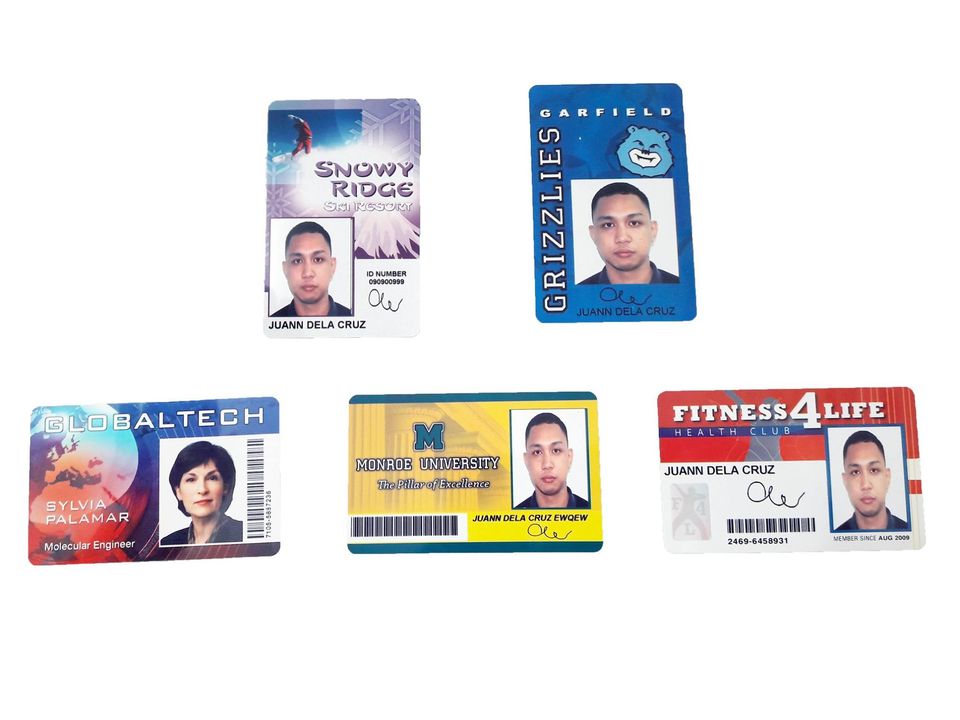 SNOWY
RIDGE
SKI RESORT
ID NUMBER
090900999
JUANN DELA CRUZ
GARFIELD
GRIZZLIES
JUANN DELA CRUZ
GLOBALTECH
SYLVIA
PALAMAR
Molecular Engineer
7105-5887236
M
MONROE UNIVERSITY
The Pillar of Excellence
JUANN DELA CRUZ EWQEW
FITNESS4LIFE
HEALTH CLUB
JUANN DELA CRUZ
F4L
2469-6458931
MEMBER SINCE AUG 2009